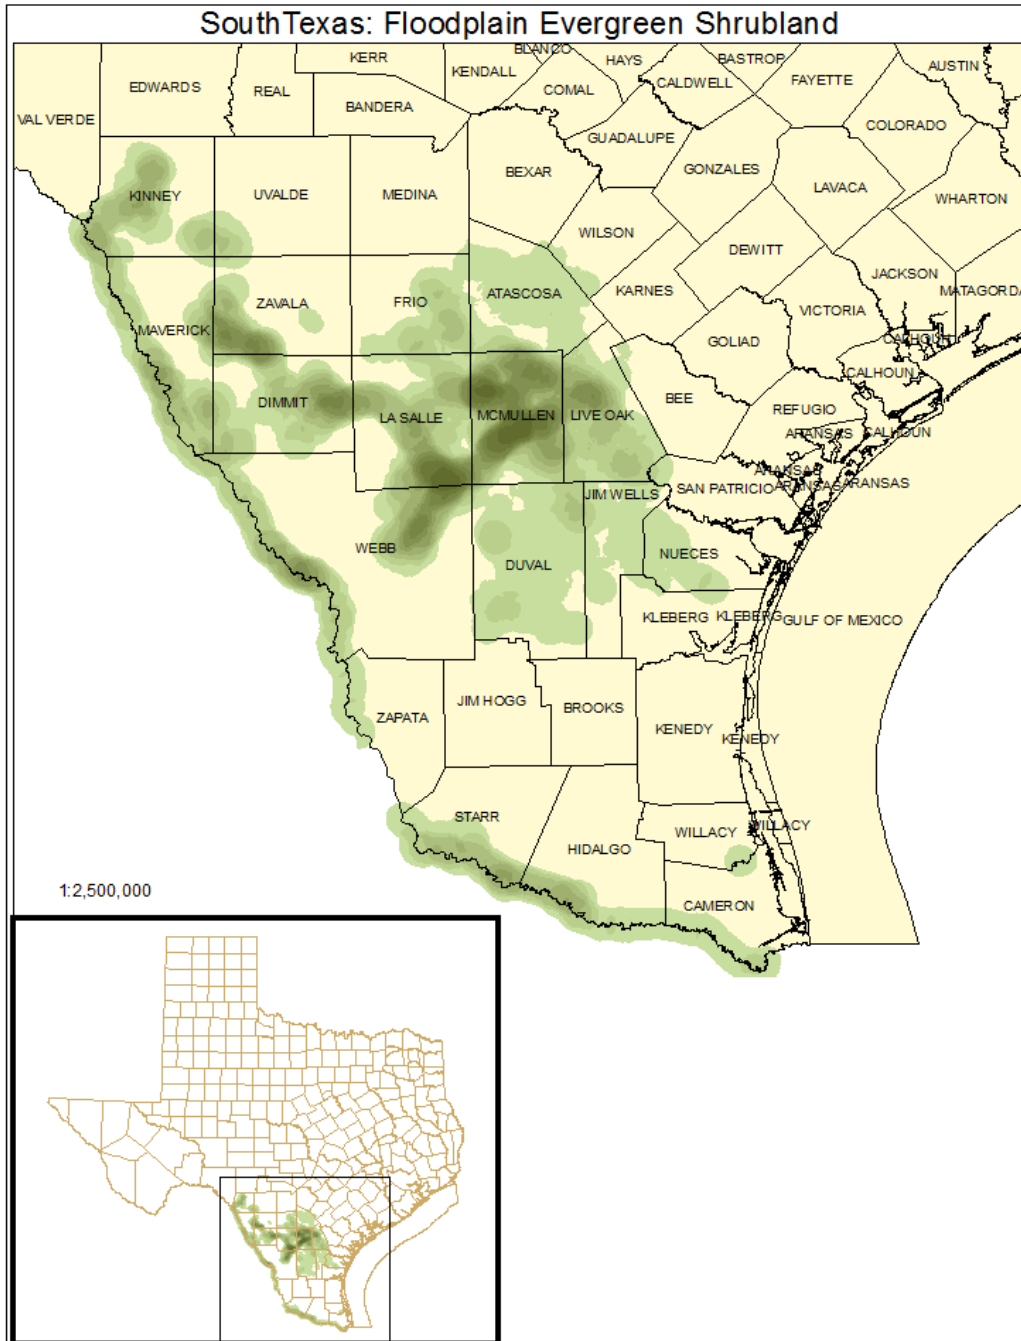 SouthTexas: Floodplain Evergreen Shrubland
BLANCO
KERR
HAYS
BASTROP
AUSTIN
KENDALL
EDWARDS
REAL
COMAL
CALDWELL
FAYETTE
BANDERA
VAL VERDE
COLORADO
GUADALUPE
BEXAR
GONZALES
LAVACA
KINNEY
UVALDE
MEDINA
WHARTON
WILSON
DEWITT
JACKSON
ATASCOSA
KARNES
MATAGORDA
ZAVALA
FRIO
VICTORIA
MAVERICK
GOLIAD
CALHOUN
CALHOUN
DIMMIT
LA SALLE
MCMULLEN
LIVE OAK
BEE
REFUGIO
ARANSAS
CALHOUN
ARANSAS
SAN PATRICIO
ARANSAS
ARANSAS
JIM WELLS
WEBB
DUVAL
NUECES
KLEBERG
KLEBERG
GULF OF MEXICO
ZAPATA
JIM HOGG
BROOKS
KENEDY
KENEDY
STARR
WILLACY
WILLACY
HIDALGO
CAMERON
1:2,500,000